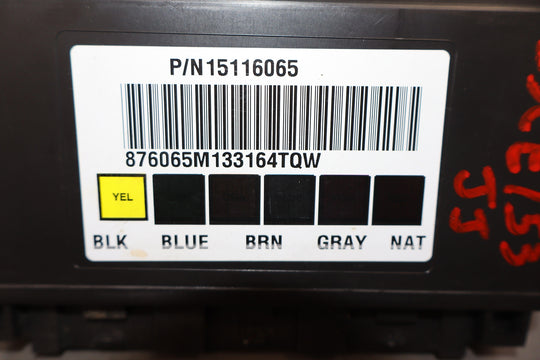 P/N15116065
876065M133164TQW
YEL
BLK BLUE BRN GRAY NAT